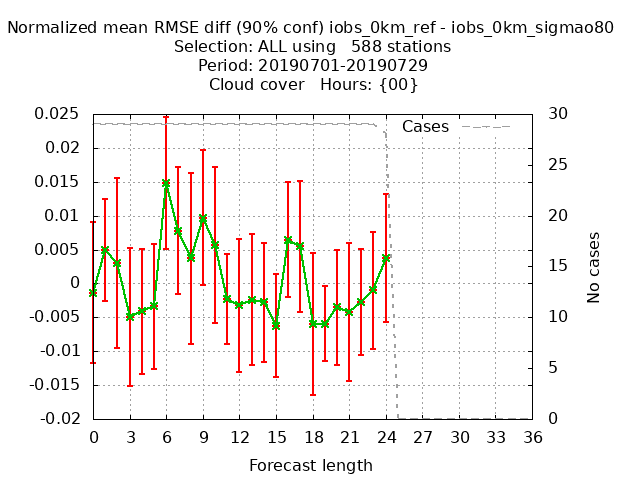 Normalized mean RMSE diff (90% conf) iobs_0km_ref - iobs_0km_sigmao80
Selection: ALL using   588 stations
Period: 20190701-20190729
Cloud cover   Hours: {00}
Cases
0.025
0.02
0.015
0.01
0.005
0
-0.005
-0.01
-0.015
-0.02
30
25
20
15
10
5
0
No cases
0 3 6 9 12 15 18 21 24 27 30 33 36
Forecast length